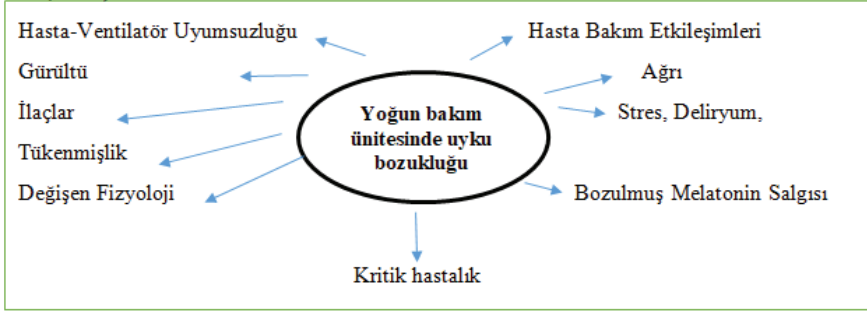 Hasta-Ventilatör Uyumsuzluğu
Hasta Bakım Etkileşimleri
Gürültü
Ağrı
İlaçlar
Stres, Deliryum,
Yoğun bakım
ünitesinde uyku
bozukluğu
Tükenmişlik
Değişen Fizyoloji
Bozulmuş Melatonin Salgısı
Kritik hastalık